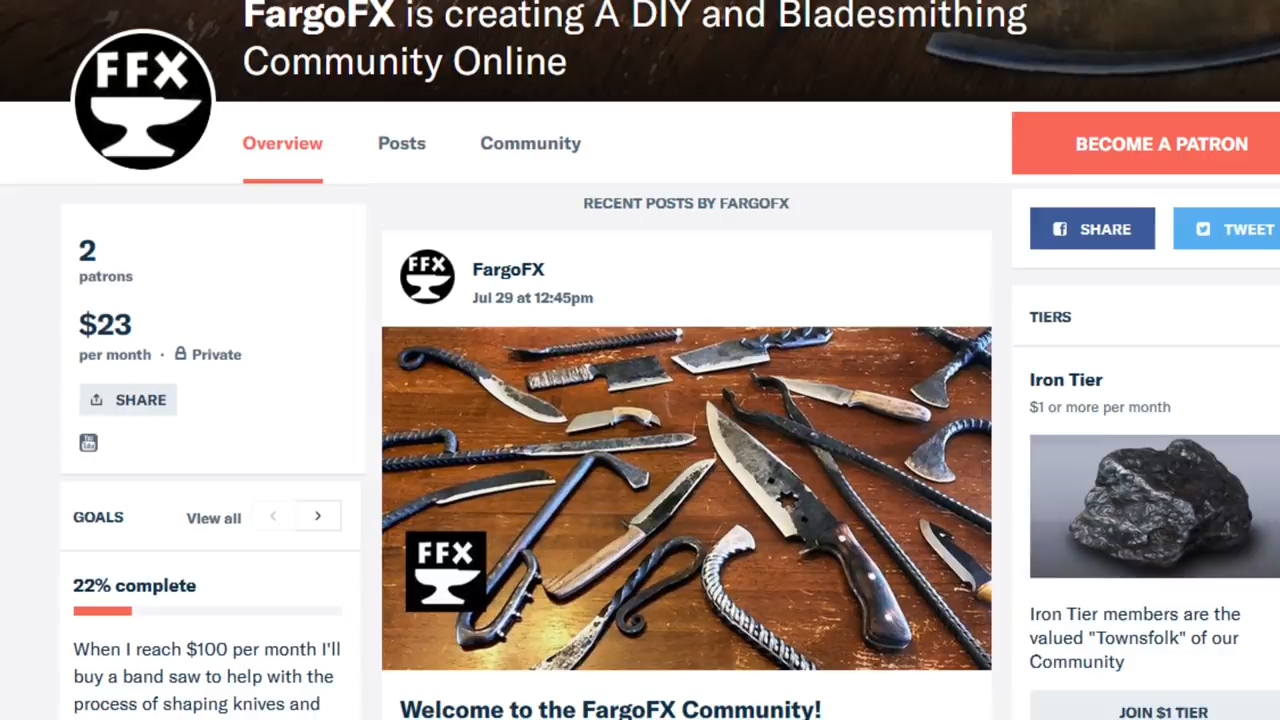 FargoFX is creating A DIY and Bladesmithing
Community Online
FFX
Overview
Posts
Community
BECOME A PATRON
2
patrons
$23
per month · Private
SHARE
You Tube
GOALS
View all
22% complete
When I reach $100 per month I'll
buy a band saw to help with the
process of shaping knives and
RECENT POSTS BY FARGOFX
FFX
FargoFX
Jul 29 at 12:45pm
FFX
Welcome to the FargoFX Community!
SHARE
TWEET
TIERS
Iron Tier
$1 or more per month
Iron Tier members are the
valued "Townsfolk" of our
Community
JOIN $1 TIER